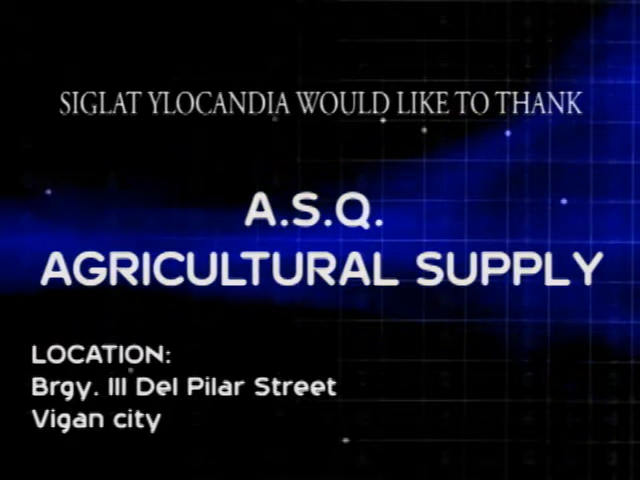 SIGLAT YLOCANDIA WOULD LIKE TO THANK
A.S.Q.
AGRICULTURAL SUPPLY
LOCATION:
Brgy. III Del Pilar Street
Vigan city